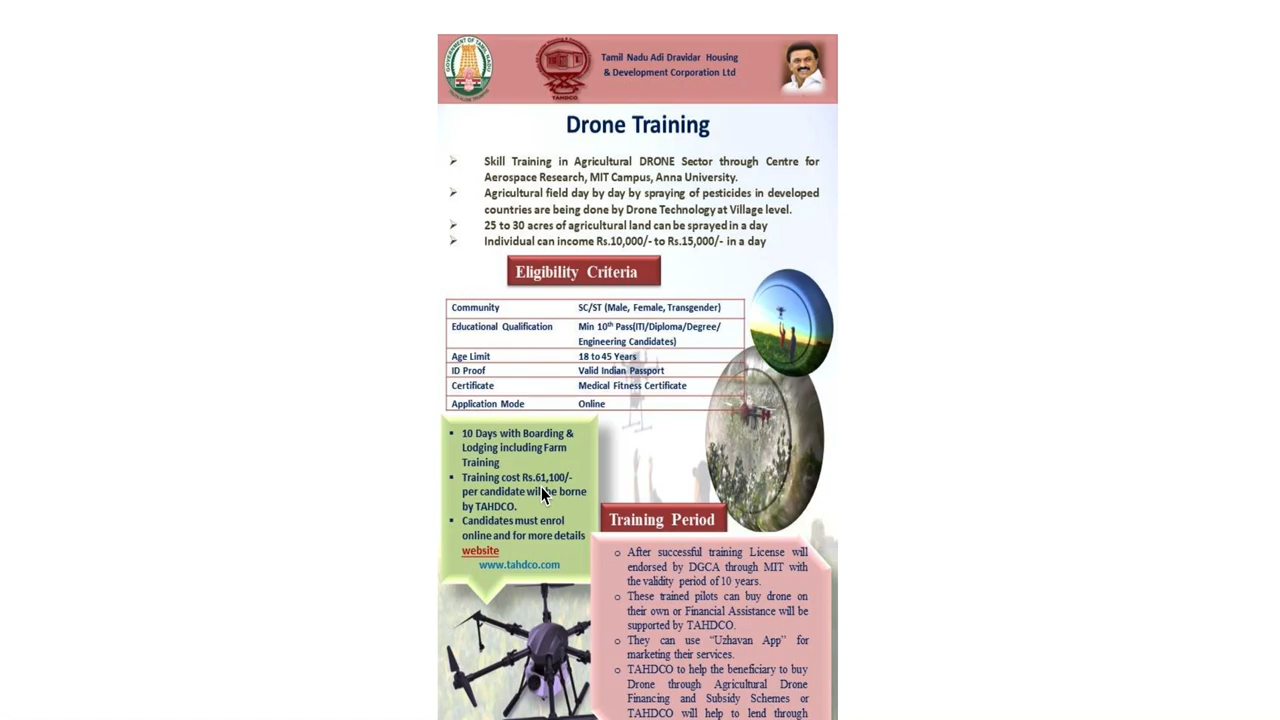 GOVERNMENT OF TAMIL NADU
TAHDCO
Tamil Nadu Adi Dravidar Housing
& Development Corporation Ltd
Drone Training
Skill Training in Agricultural DRONE Sector through Centre for
Aerospace Research, MIT Campus, Anna University.
Agricultural field day by day by spraying of pesticides in developed
countries are being done by Drone Technology at Village level.
25 to 30 acres of agricultural land can be sprayed in a day
Individual can income Rs.10,000/- to Rs.15,000/- in a day
Eligibility Criteria
Community SC/ST (Male, Female, Transgender)
Educational Qualification Min 10th Pass(ITI/Diploma/Degree/
Engineering Candidates)
Age Limit 18 to 45 Years
ID Proof Valid Indian Passport
Certificate Medical Fitness Certificate
Application Mode Online
10 Days with Boarding &
Lodging including Farm
Training
Training cost Rs.61,100/-
per candidate will be borne
by TAHDCO.
Candidates must enrol
online and for more details
website
www.tahdco.com
Training Period
After successful training License will
endorsed by DGCA through MIT with
the validity period of 10 years.
These trained pilots can buy drone on
their own or Financial Assistance will be
supported by TAHDCO.
They can use “Uzhavan App” for
marketing their services.
TAHDCO to help the beneficiary to buy
Drone through Agricultural Drone
Financing and Subsidy Schemes or
TAHDCO will help to lend through